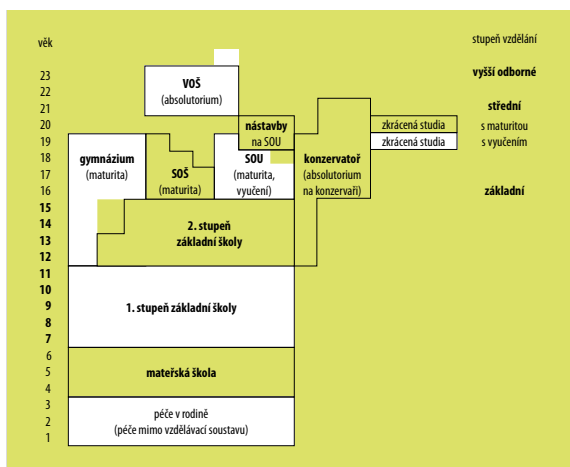 věk
stupeň vzdělání
23
vyšší odborné
VOŠ
22
(absolutorium)
21
střední
20
nástavby
zkrácená studia
s maturitou
19
na SOU
zkrácená studia
s vyučením
18
gymnázium
SOŠ
SOU
konzervatoř
17
(maturita)
(maturita)
(maturita,
vyučení)
(absolutorium
na konzervaři)
16
základní
15
14
2. stupeň
13
základní školy
12
11
10
9
1. stupeň základní školy
8
7
6
5
mateřská škola
4
3
péče v rodině
2
(péče mimo vzdělávací soustavu)
1